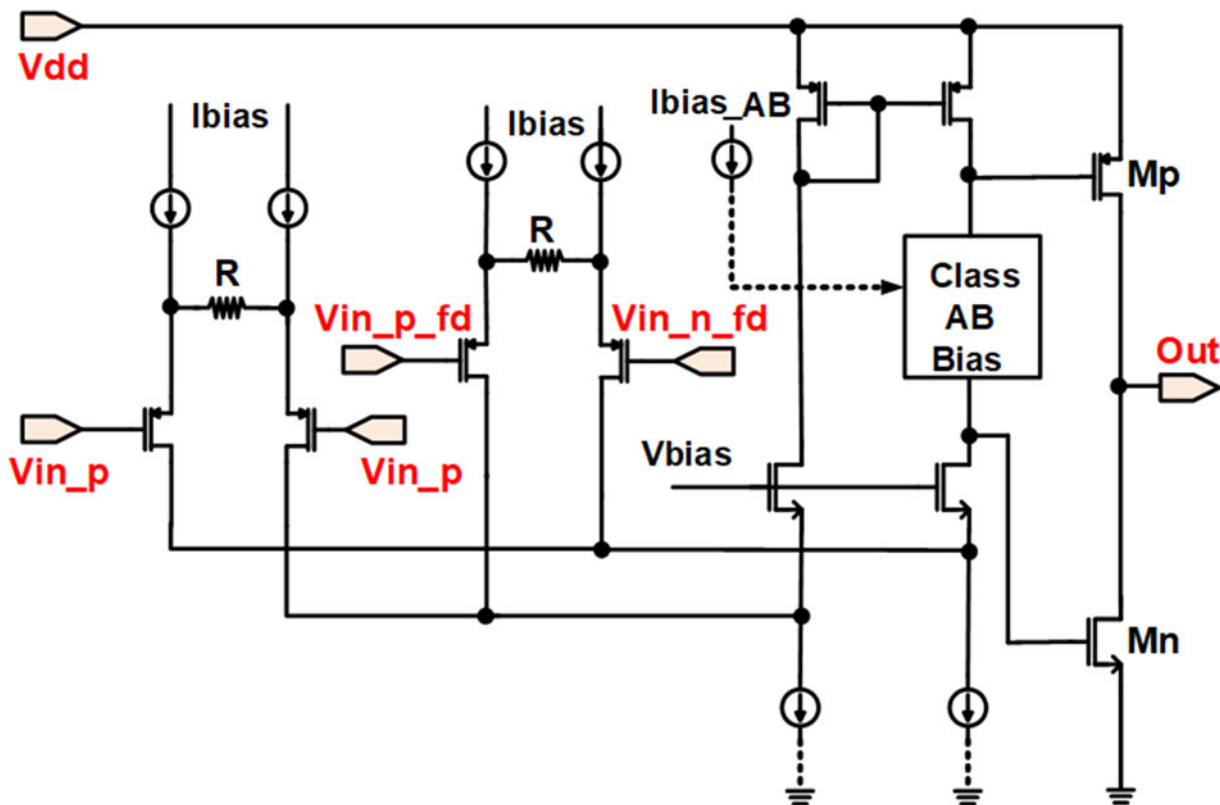 Vdd
Ibias
Ibias
Ibias_AB
Mp
R
R
Class
AB
Bias
Vin_p_fd
Vin_n_fd
Out
Vin_p
Vin_p
Vbias
Mn